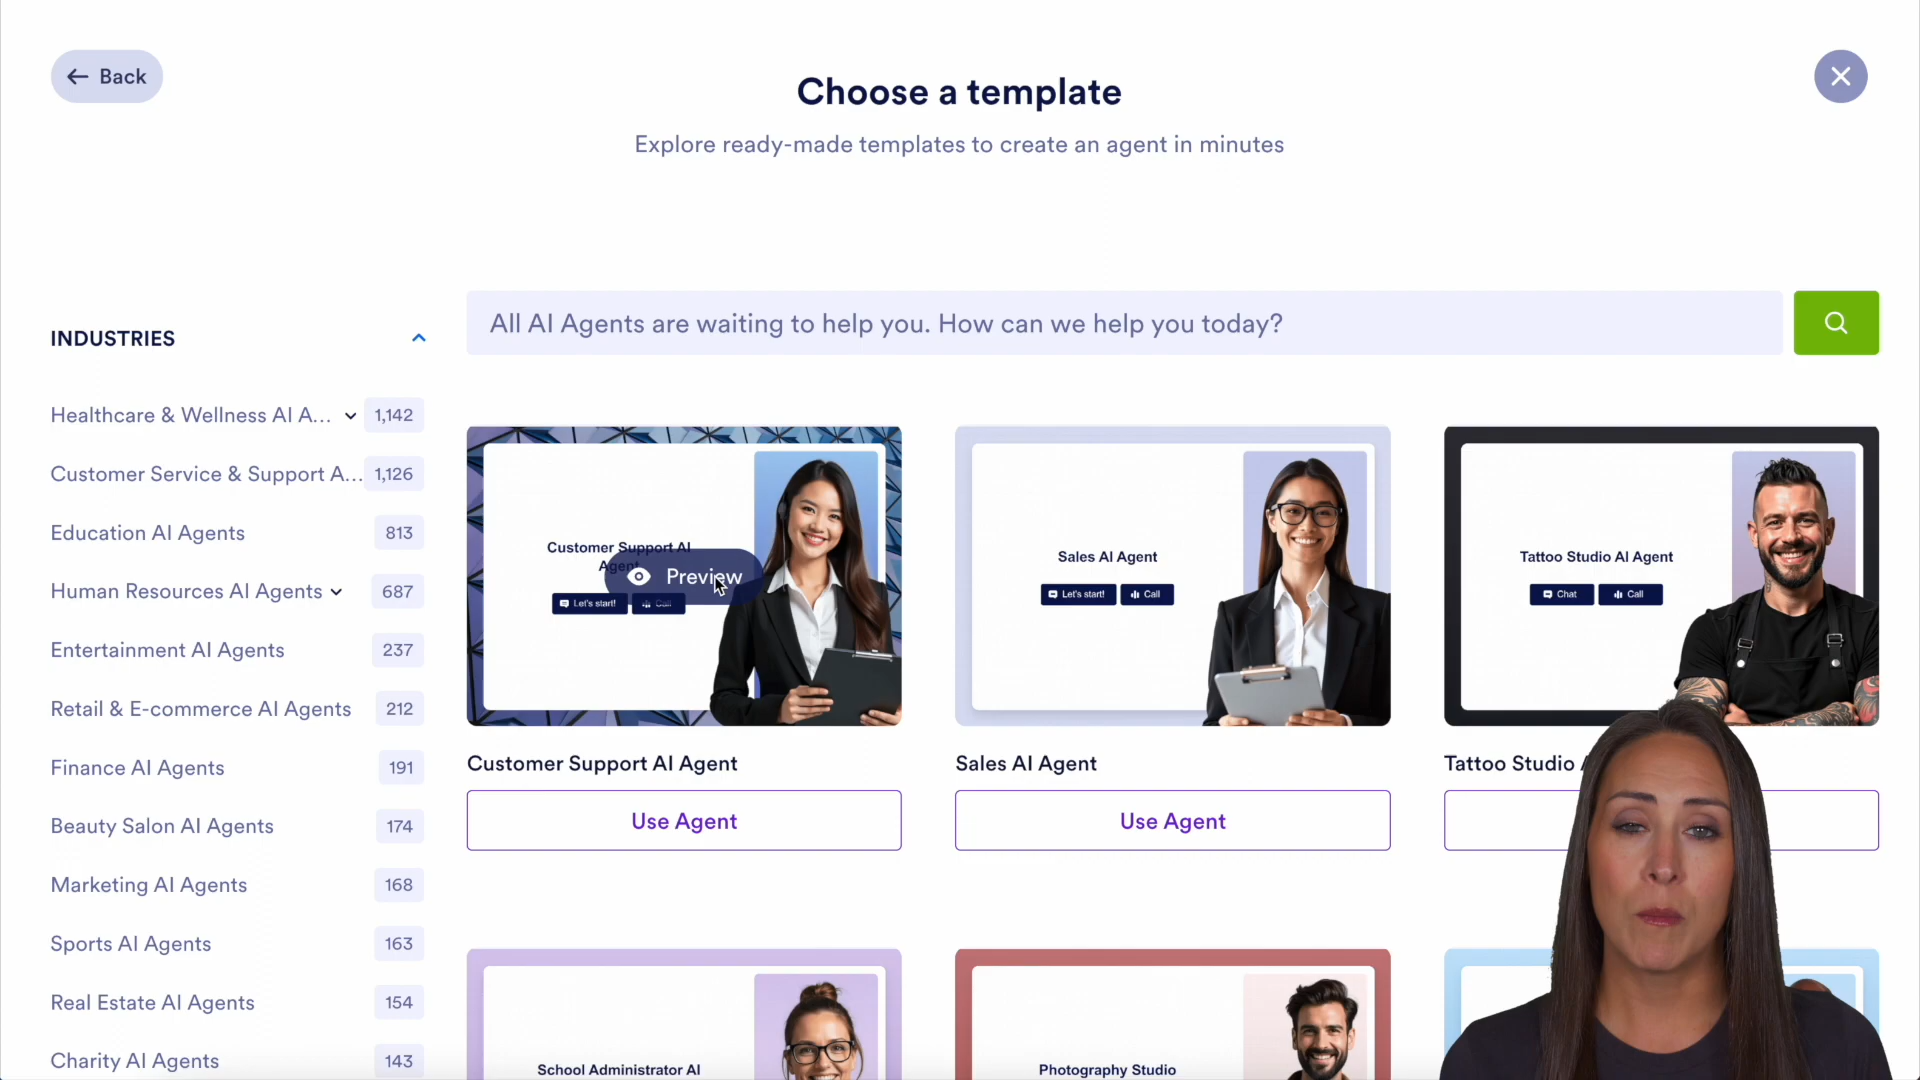 Back
Choose a template
Explore ready-made templates to create an agent in minutes
INDUSTRIES
All AI Agents are waiting to help you. How can we help you today?
Healthcare & Wellness AI A... 1,142
Customer Service & Support A... 1,126
Education AI Agents 813
Human Resources AI Agents 687
Entertainment AI Agents 237
Retail & E-commerce AI Agents 212
Finance AI Agents 191
Beauty Salon AI Agents 174
Marketing AI Agents 168
Sports AI Agents 163
Real Estate AI Agents 154
Charity AI Agents 143
Customer Support AI
Agent
Preview
Let's start! Call
Customer Support AI Agent
Use Agent
Sales AI Agent
Let's start! Call
Sales AI Agent
Use Agent
Tattoo Studio AI Agent
Chat Call
Tattoo Studio
School Administrator AI
Photography Studio